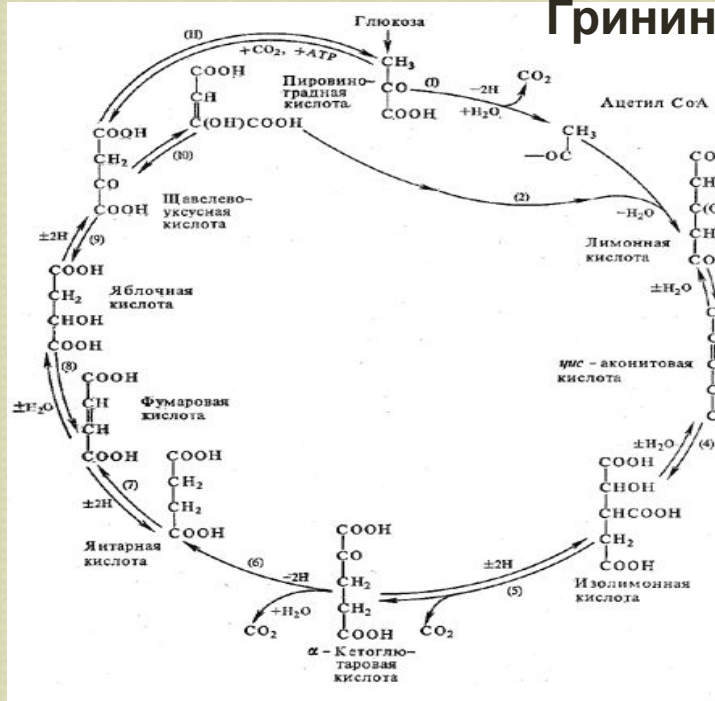 Гринин
Глюкоза
(11)
+CO₂, +АТР
COOH
CH
C(OH)COOH
(10)
Пировино-
градная
кислота
CH₃
CO
COOH
(1)
−2H
+H₂O
CO₂
Ацетил CoA
CH₃
—OC
(2)
−H₂O
COOH
CH₂
CO
COOH
Щавелево-
уксусная
кислота
±2H
(9)
Лимонная
кислота
±H₂O
COOH
CH₂
CHOH
COOH
Яблочная
кислота
(8)
±H₂O
цис - аконитовая
кислота
(4)
±H₂O
COOH
CH
CH
COOH
Фумаровая
кислота
(7)
±2H
COOH
CH₂
CH₂
COOH
Янтарная
кислота
(6)
−2H
+H₂O
CO₂
COOH
CO
CH₂
CH₂
COOH
α - Кетоглю-
таровая
кислота
CO₂
±2H
(5)
COOH
CHOH
CHCOOH
CH₂
COOH
Изолимонная
кислота